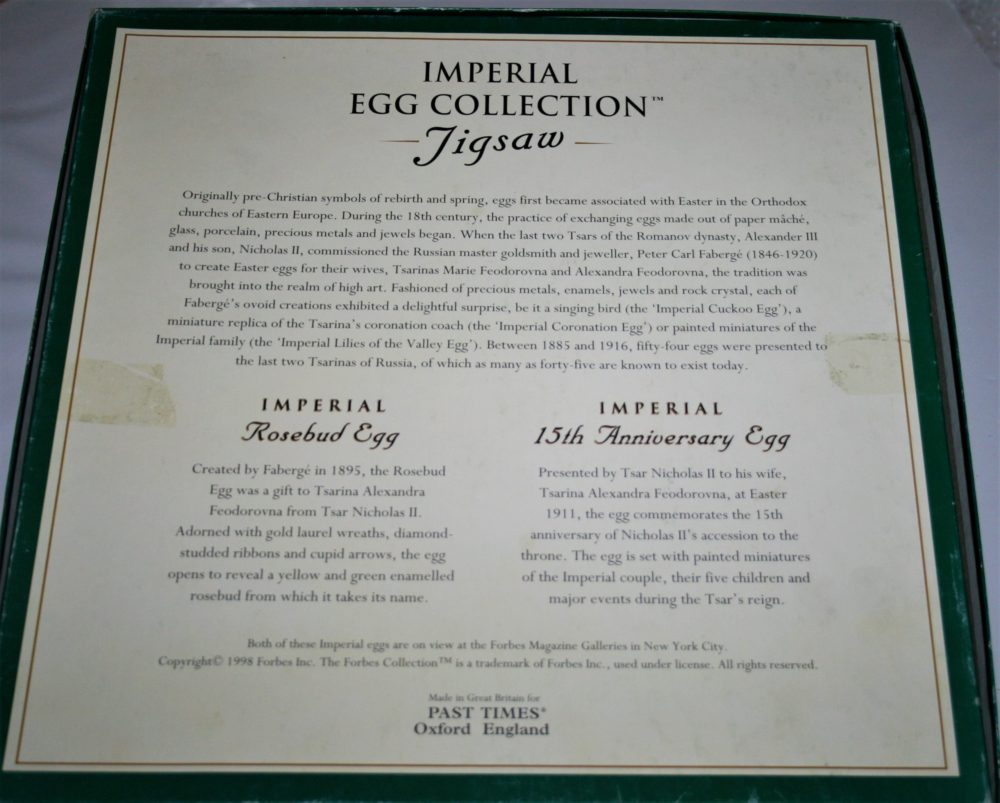 IMPERIAL
EGG COLLECTION™
Jigsaw
Originally pre-Christian symbols of rebirth and spring, eggs first became associated with Easter in the Orthodox
churches of Eastern Europe. During the 18th century, the practice of exchanging eggs made out of paper mâché,
glass, porcelain, precious metals and jewels began. When the last two Tsars of the Romanov dynasty, Alexander III
and his son, Nicholas II, commissioned the Russian master goldsmith and jeweller, Peter Carl Fabergé (1846-1920)
to create Easter eggs for their wives, Tsarinas Marie Feodorovna and Alexandra Feodorovna, the tradition was
brought into the realm of high art. Fashioned of precious metals, enamels, jewels and rock crystal, each of
Fabergé's ovoid creations exhibited a delightful surprise, be it a singing bird (the 'Imperial Cuckoo Egg'), a
miniature replica of the Tsarina's coronation coach (the 'Imperial Coronation Egg') or painted miniatures of the
Imperial family (the 'Imperial Lilies of the Valley Egg'). Between 1885 and 1916, fifty-four eggs were presented to
the last two Tsarinas of Russia, of which as many as forty-five are known to exist today.
IMPERIAL
Rosebud Egg
Created by Fabergé in 1895, the Rosebud
Egg was a gift to Tsarina Alexandra
Feodorovna from Tsar Nicholas II.
Adorned with gold laurel wreaths, diamond-
studded ribbons and cupid arrows, the egg
opens to reveal a yellow and green enamelled
rosebud from which it takes its name.
IMPERIAL
15th Anniversary Egg
Presented by Tsar Nicholas II to his wife,
Tsarina Alexandra Feodorovna, at Easter
1911, the egg commemorates the 15th
anniversary of Nicholas II's accession to the
throne. The egg is set with painted miniatures
of the Imperial couple, their five children and
major events during the Tsar's reign.
Both of these Imperial eggs are on view at the Forbes Magazine Galleries in New York City.
Copyright© 1998 Forbes Inc. The Forbes Collection™ is a trademark of Forbes Inc., used under license. All rights reserved.
Made in Great Britain for
PAST TIMES®
Oxford England